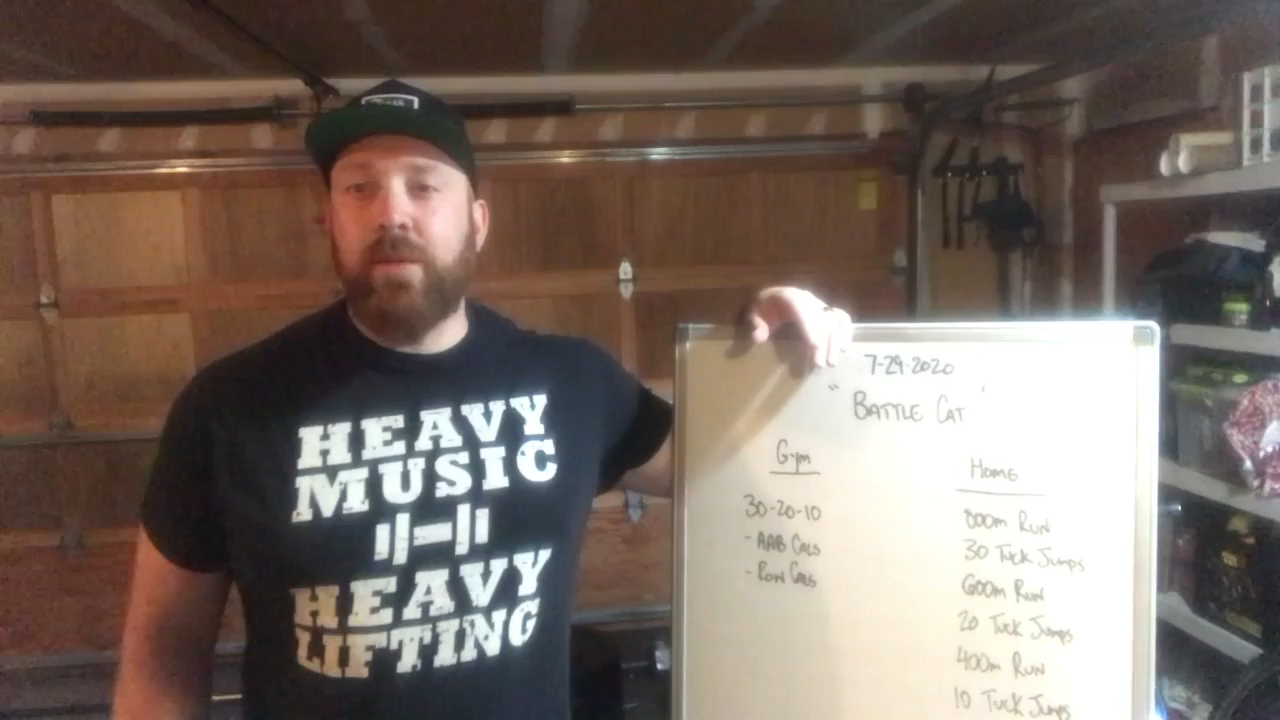 HEAVY
MUSIC
HEAVY
LIFTING
7-29-2020
"BATTLE CAT"
Gym
30-20-10
- AAB CALS
- ROW CALS
HOME
800m RUN
30 TUCK JUMPS
600m RUN
20 TUCK JUMPS
400m RUN
10 TUCK JUMPS